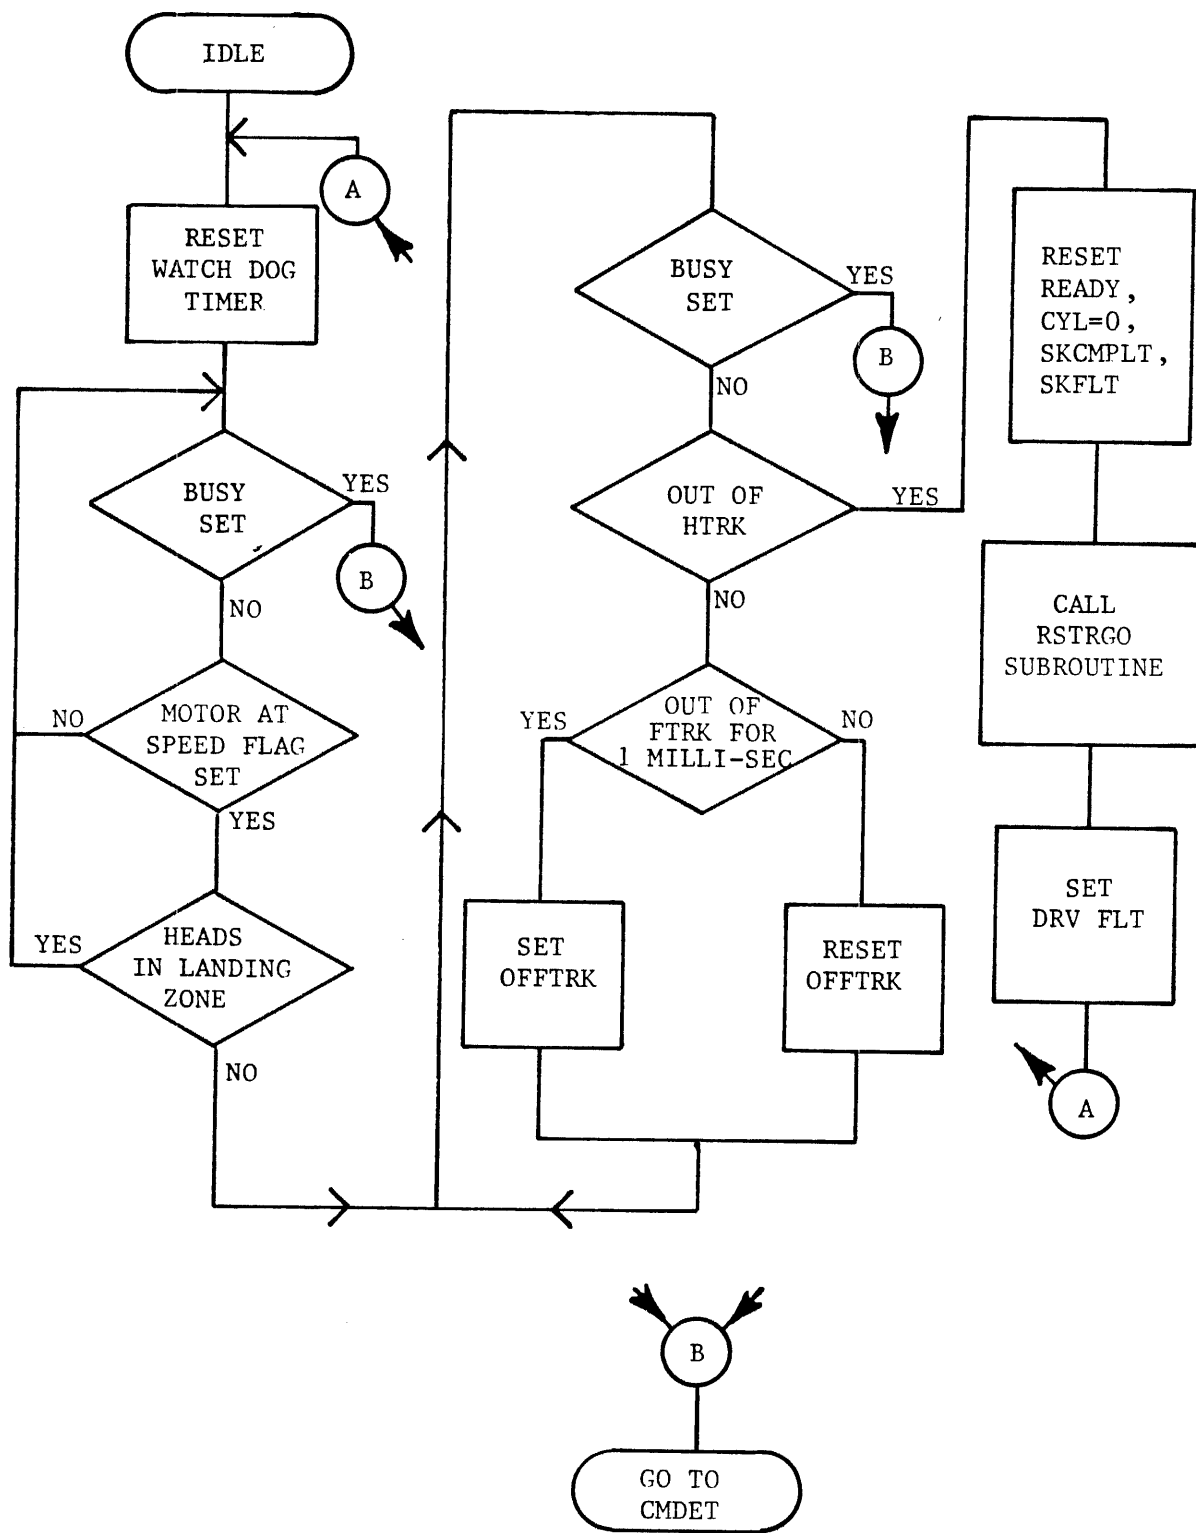 IDLE
A
RESET
WATCH DOG
TIMER
BUSY
SET
YES
B
NO
MOTOR AT
SPEED FLAG
SET
NO
YES
HEADS
IN LANDING
ZONE
YES
NO
BUSY
SET
YES
B
NO
OUT OF
HTRK
YES
NO
OUT OF
FTRK FOR
1 MILLI-SEC
YES
NO
SET
OFFTRK
RESET
OFFTRK
RESET
READY,
CYL=0,
SKCMPLT,
SKFLT
CALL
RSTRGO
SUBROUTINE
SET
DRV FLT
A
B
GO TO
CMDET